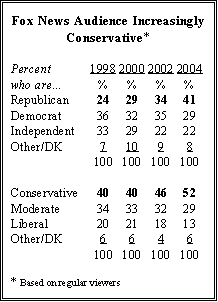 Fox News Audience Increasingly
Conservative*
Percent 1998 2000 2002 2004
who are... % % % %
Republican 24 29 34 41
Democrat 36 32 35 29
Independent 33 29 22 22
Other/DK 7 10 9 8
100 100 100 100
Conservative 40 40 46 52
Moderate 34 33 32 29
Liberal 20 21 18 13
Other/DK 6 6 4 6
100 100 100 100
* Based on regular viewers